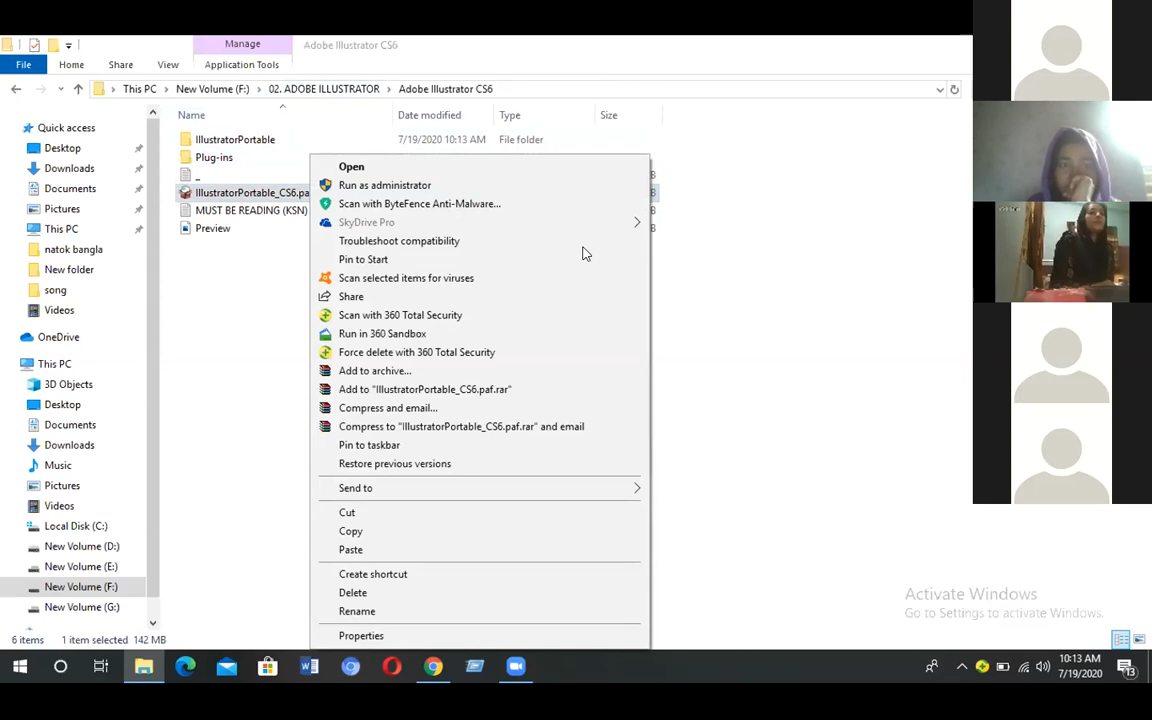 Manage
Adobe Illustrator CS6
File
Home
Share
View
Application Tools
This PC
New Volume (F:)
02. ADOBE ILLUSTRATOR
Adobe Illustrator CS6
Name
Date modified
Type
Size
Quick access
Desktop
Downloads
Documents
Pictures
This PC
natok bangla
New folder
song
Videos
OneDrive
This PC
3D Objects
Desktop
Documents
Downloads
Music
Pictures
Videos
Local Disk (C:)
New Volume (D:)
New Volume (E:)
New Volume (F:)
New Volume (G:)
IllustratorPortable
7/19/2020 10:13 AM
File folder
Plug-ins
_
B
IllustratorPortable_CS6.pa
B
MUST BE READING (KSN)
B
Preview
B
Open
Run as administrator
Scan with ByteFence Anti-Malware...
SkyDrive Pro
Troubleshoot compatibility
Pin to Start
Scan selected items for viruses
Share
Scan with 360 Total Security
Run in 360 Sandbox
Force delete with 360 Total Security
Add to archive...
Add to "IllustratorPortable_CS6.paf.rar"
Compress and email...
Compress to "IllustratorPortable_CS6.paf.rar" and email
Pin to taskbar
Restore previous versions
Send to
Cut
Copy
Paste
Create shortcut
Delete
Rename
Properties
Activate Windows
Go to Settings to activate Windows.
6 items
1 item selected 142 MB
10:13 AM
7/19/2020
13